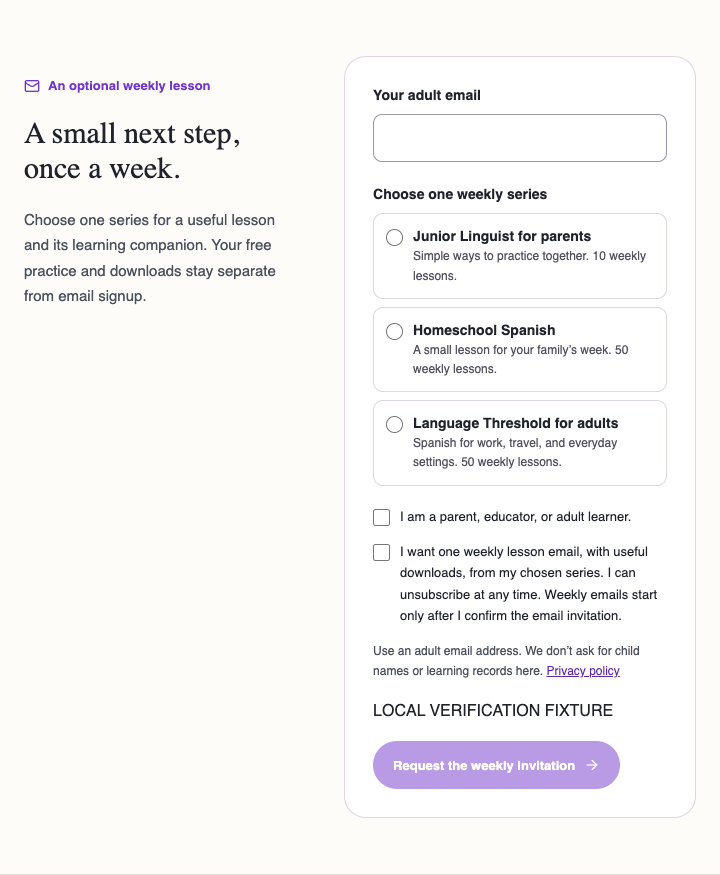 An optional weekly lesson
A small next step,
once a week.
Choose one series for a useful lesson
and its learning companion. Your free
practice and downloads stay separate
from email signup.
Your adult email
Choose one weekly series
Junior Linguist for parents
Simple ways to practice together. 10 weekly
lessons.
Homeschool Spanish
A small lesson for your family’s week. 50
weekly lessons.
Language Threshold for adults
Spanish for work, travel, and everyday
settings. 50 weekly lessons.
I am a parent, educator, or adult learner.
I want one weekly lesson email, with useful
downloads, from my chosen series. I can
unsubscribe at any time. Weekly emails start
only after I confirm the email invitation.
Use an adult email address. We don’t ask for child
names or learning records here. Privacy policy
LOCAL VERIFICATION FIXTURE
Request the weekly invitation